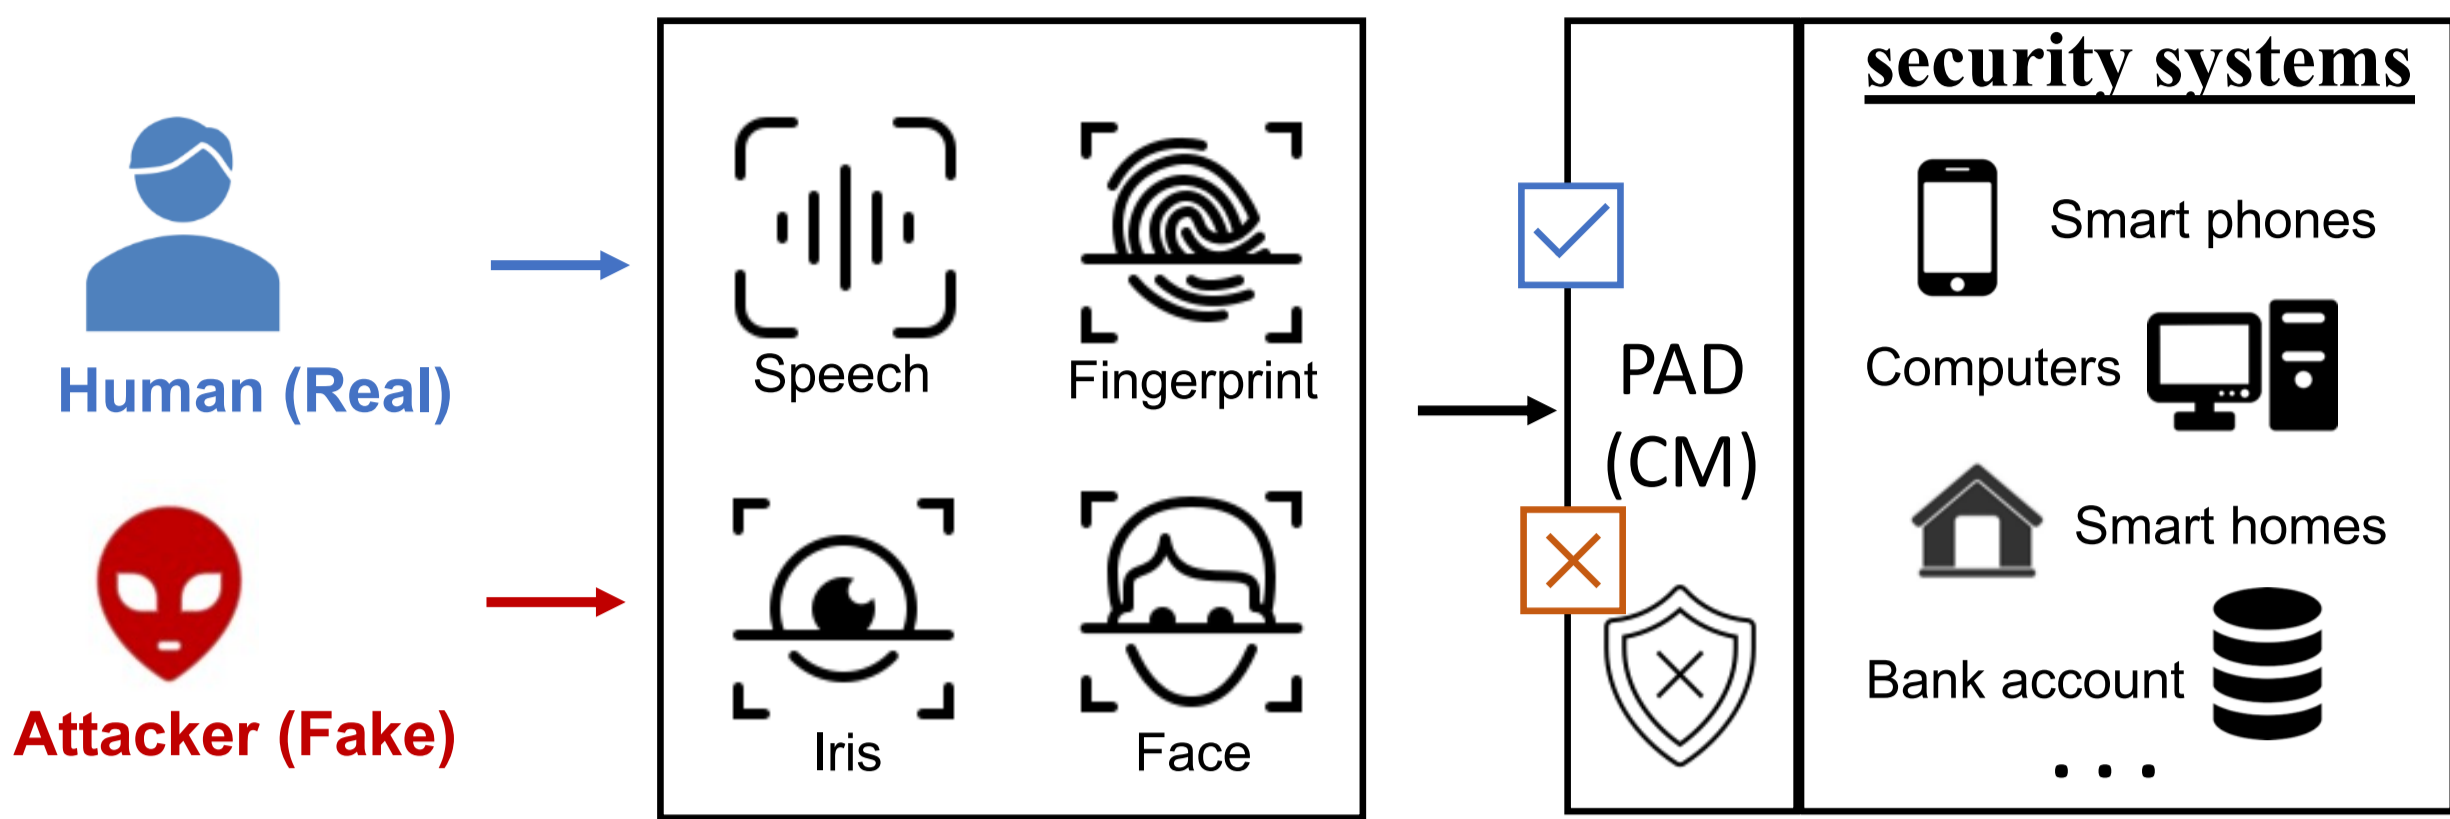 Human (Real)
Attacker (Fake)
Speech
Fingerprint
Iris
Face
PAD
(CM)
security systems
Smart phones
Computers
Smart homes
Bank account
...